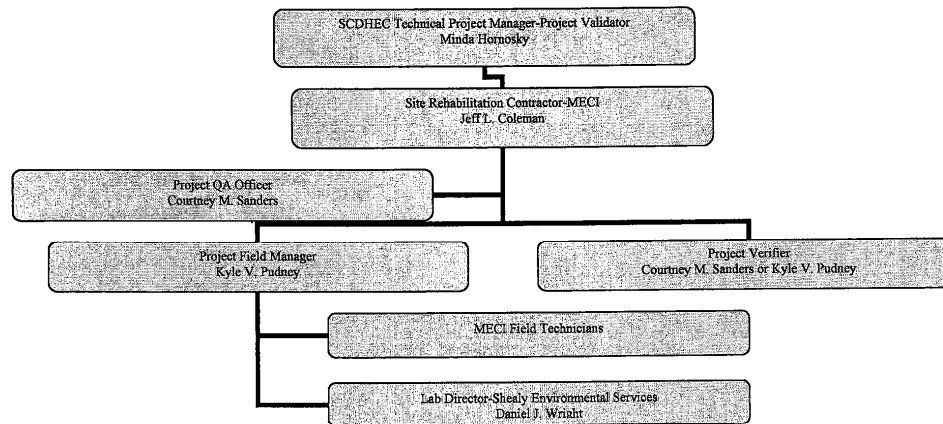 SCDHEC Technical Project Manager-Project Validator
Minda Hornosky
Site Rehabilitation Contractor-MECI
Jeff L. Coleman
Project QA Officer
Courtney M. Sanders
Project Field Manager
Kyle V. Pudney
Project Verifier
Courtney M. Sanders or Kyle V. Pudney
MECI Field Technicians
Lab Director-Shealy Environmental Services
Daniel J. Wright